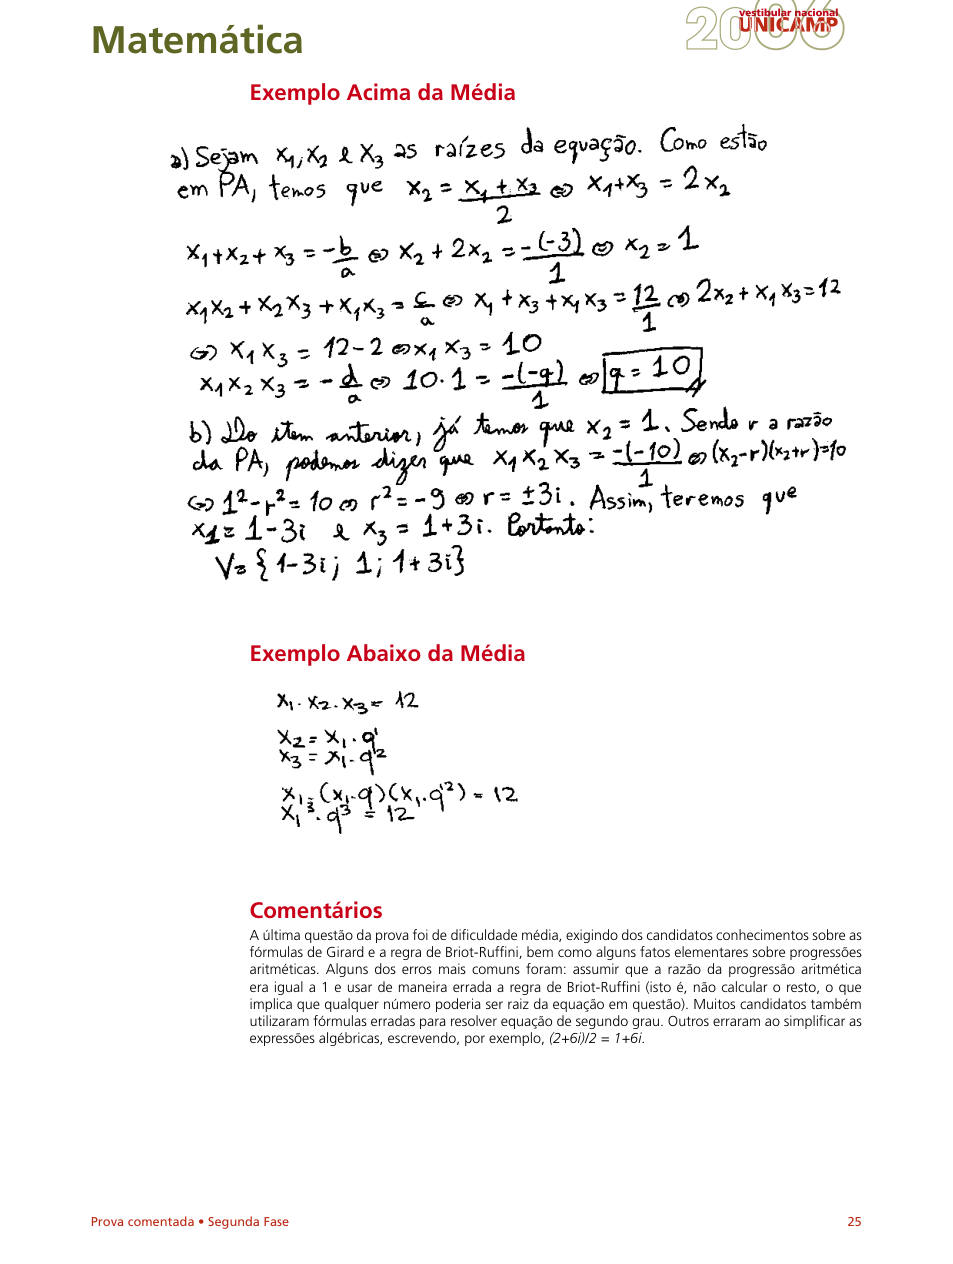 Matemática
2006
vestibular nacional
UNICAMP
Exemplo Acima da Média
a) Sejam x₁, x₂ e x₃ as raízes da equação. Como estão
em PA, temos que x₂ = (x₁ + x₃)/2 ⇔ x₁+x₃ = 2x₂
x₁+x₂+x₃ = -b/a ⇔ x₂ + 2x₂ = -(-3)/1 ⇔ x₂ = 1
x₁x₂ + x₂x₃ + x₁x₃ = c/a ⇔ x₁ + x₃ + x₁x₃ = 12/1 ⇔ 2x₂ + x₁x₃ = 12
⇔ x₁x₃ = 12-2 ⇔ x₁x₃ = 10
x₁x₂x₃ = -d/a ⇔ 10·1 = -(-q)/1 ⇔ q = 10
b) Do item anterior, já temos que x₂ = 1. Sendo r a razão
da PA, podemos dizer que x₁x₂x₃ = -(-10)/1 ⇔ (x₂-r)(x₂+r)=10
⇔ 1²-r² = 10 ⇔ r² = -9 ⇔ r = ±3i. Assim, teremos que
x₁ = 1-3i e x₃ = 1+3i. Portanto:
V = {1-3i; 1; 1+3i}
Exemplo Abaixo da Média
x₁·x₂·x₃ = 12
x₂ = x₁·q
x₃ = x₁·q²
x₁·(x₁·q)(x₁·q²) = 12
x₁³·q³ = 12
Comentários
A última questão da prova foi de dificuldade média, exigindo dos candidatos conhecimentos sobre as
fórmulas de Girard e a regra de Briot-Ruffini, bem como alguns fatos elementares sobre progressões
aritméticas. Alguns dos erros mais comuns foram: assumir que a razão da progressão aritmética
era igual a 1 e usar de maneira errada a regra de Briot-Ruffini (isto é, não calcular o resto, o que
implica que qualquer número poderia ser raiz da equação em questão). Muitos candidatos também
utilizaram fórmulas erradas para resolver equação de segundo grau. Outros erraram ao simplificar as
expressões algébricas, escrevendo, por exemplo, (2+6i)/2 = 1+6i.
Prova comentada • Segunda Fase
25